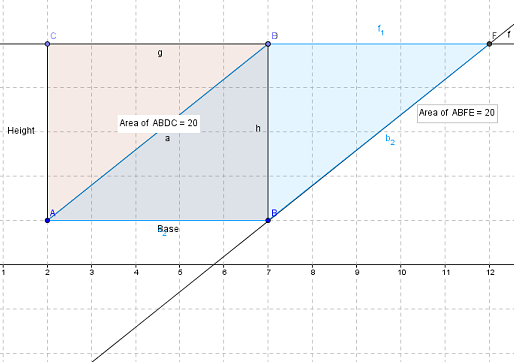 f₁
C
D
F
f
g
Area of ABDC = 20
Area of ABFE = 20
h
Height
a
b₂
A
B
Base
1 2 3 4 5 6 7 8 9 10 11 12